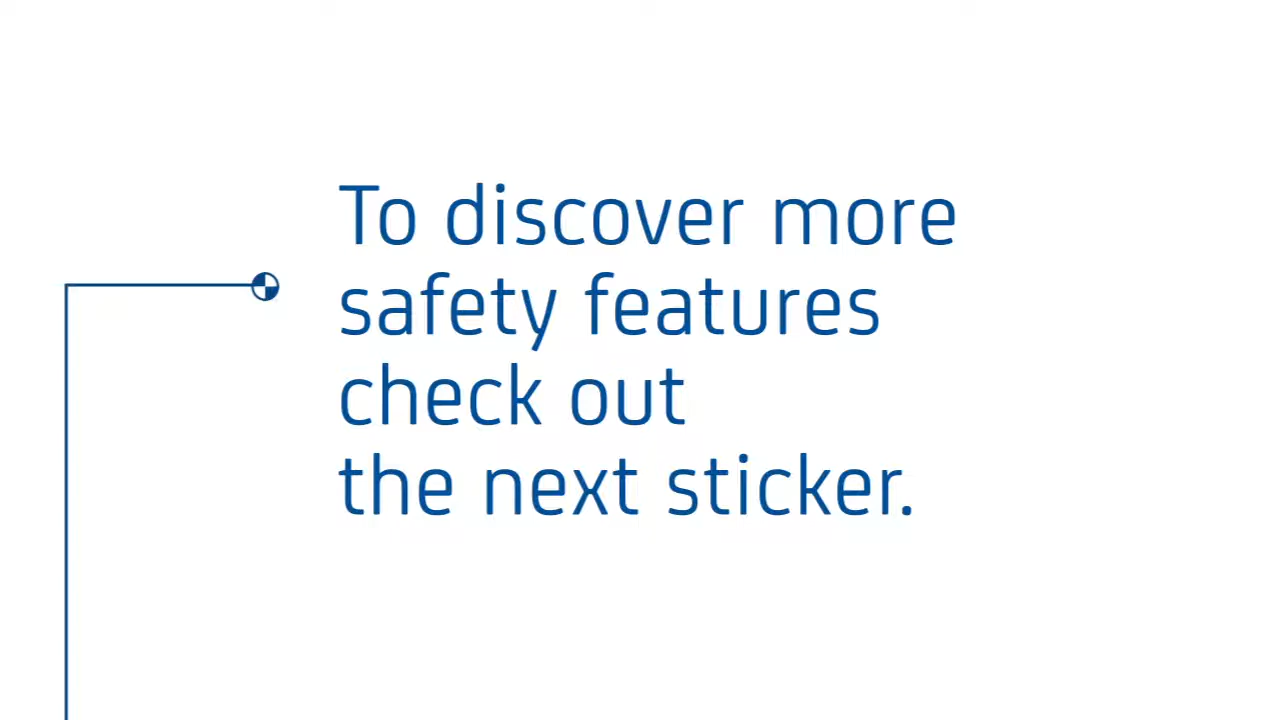 To discover more
safety features
check out
the next sticker.